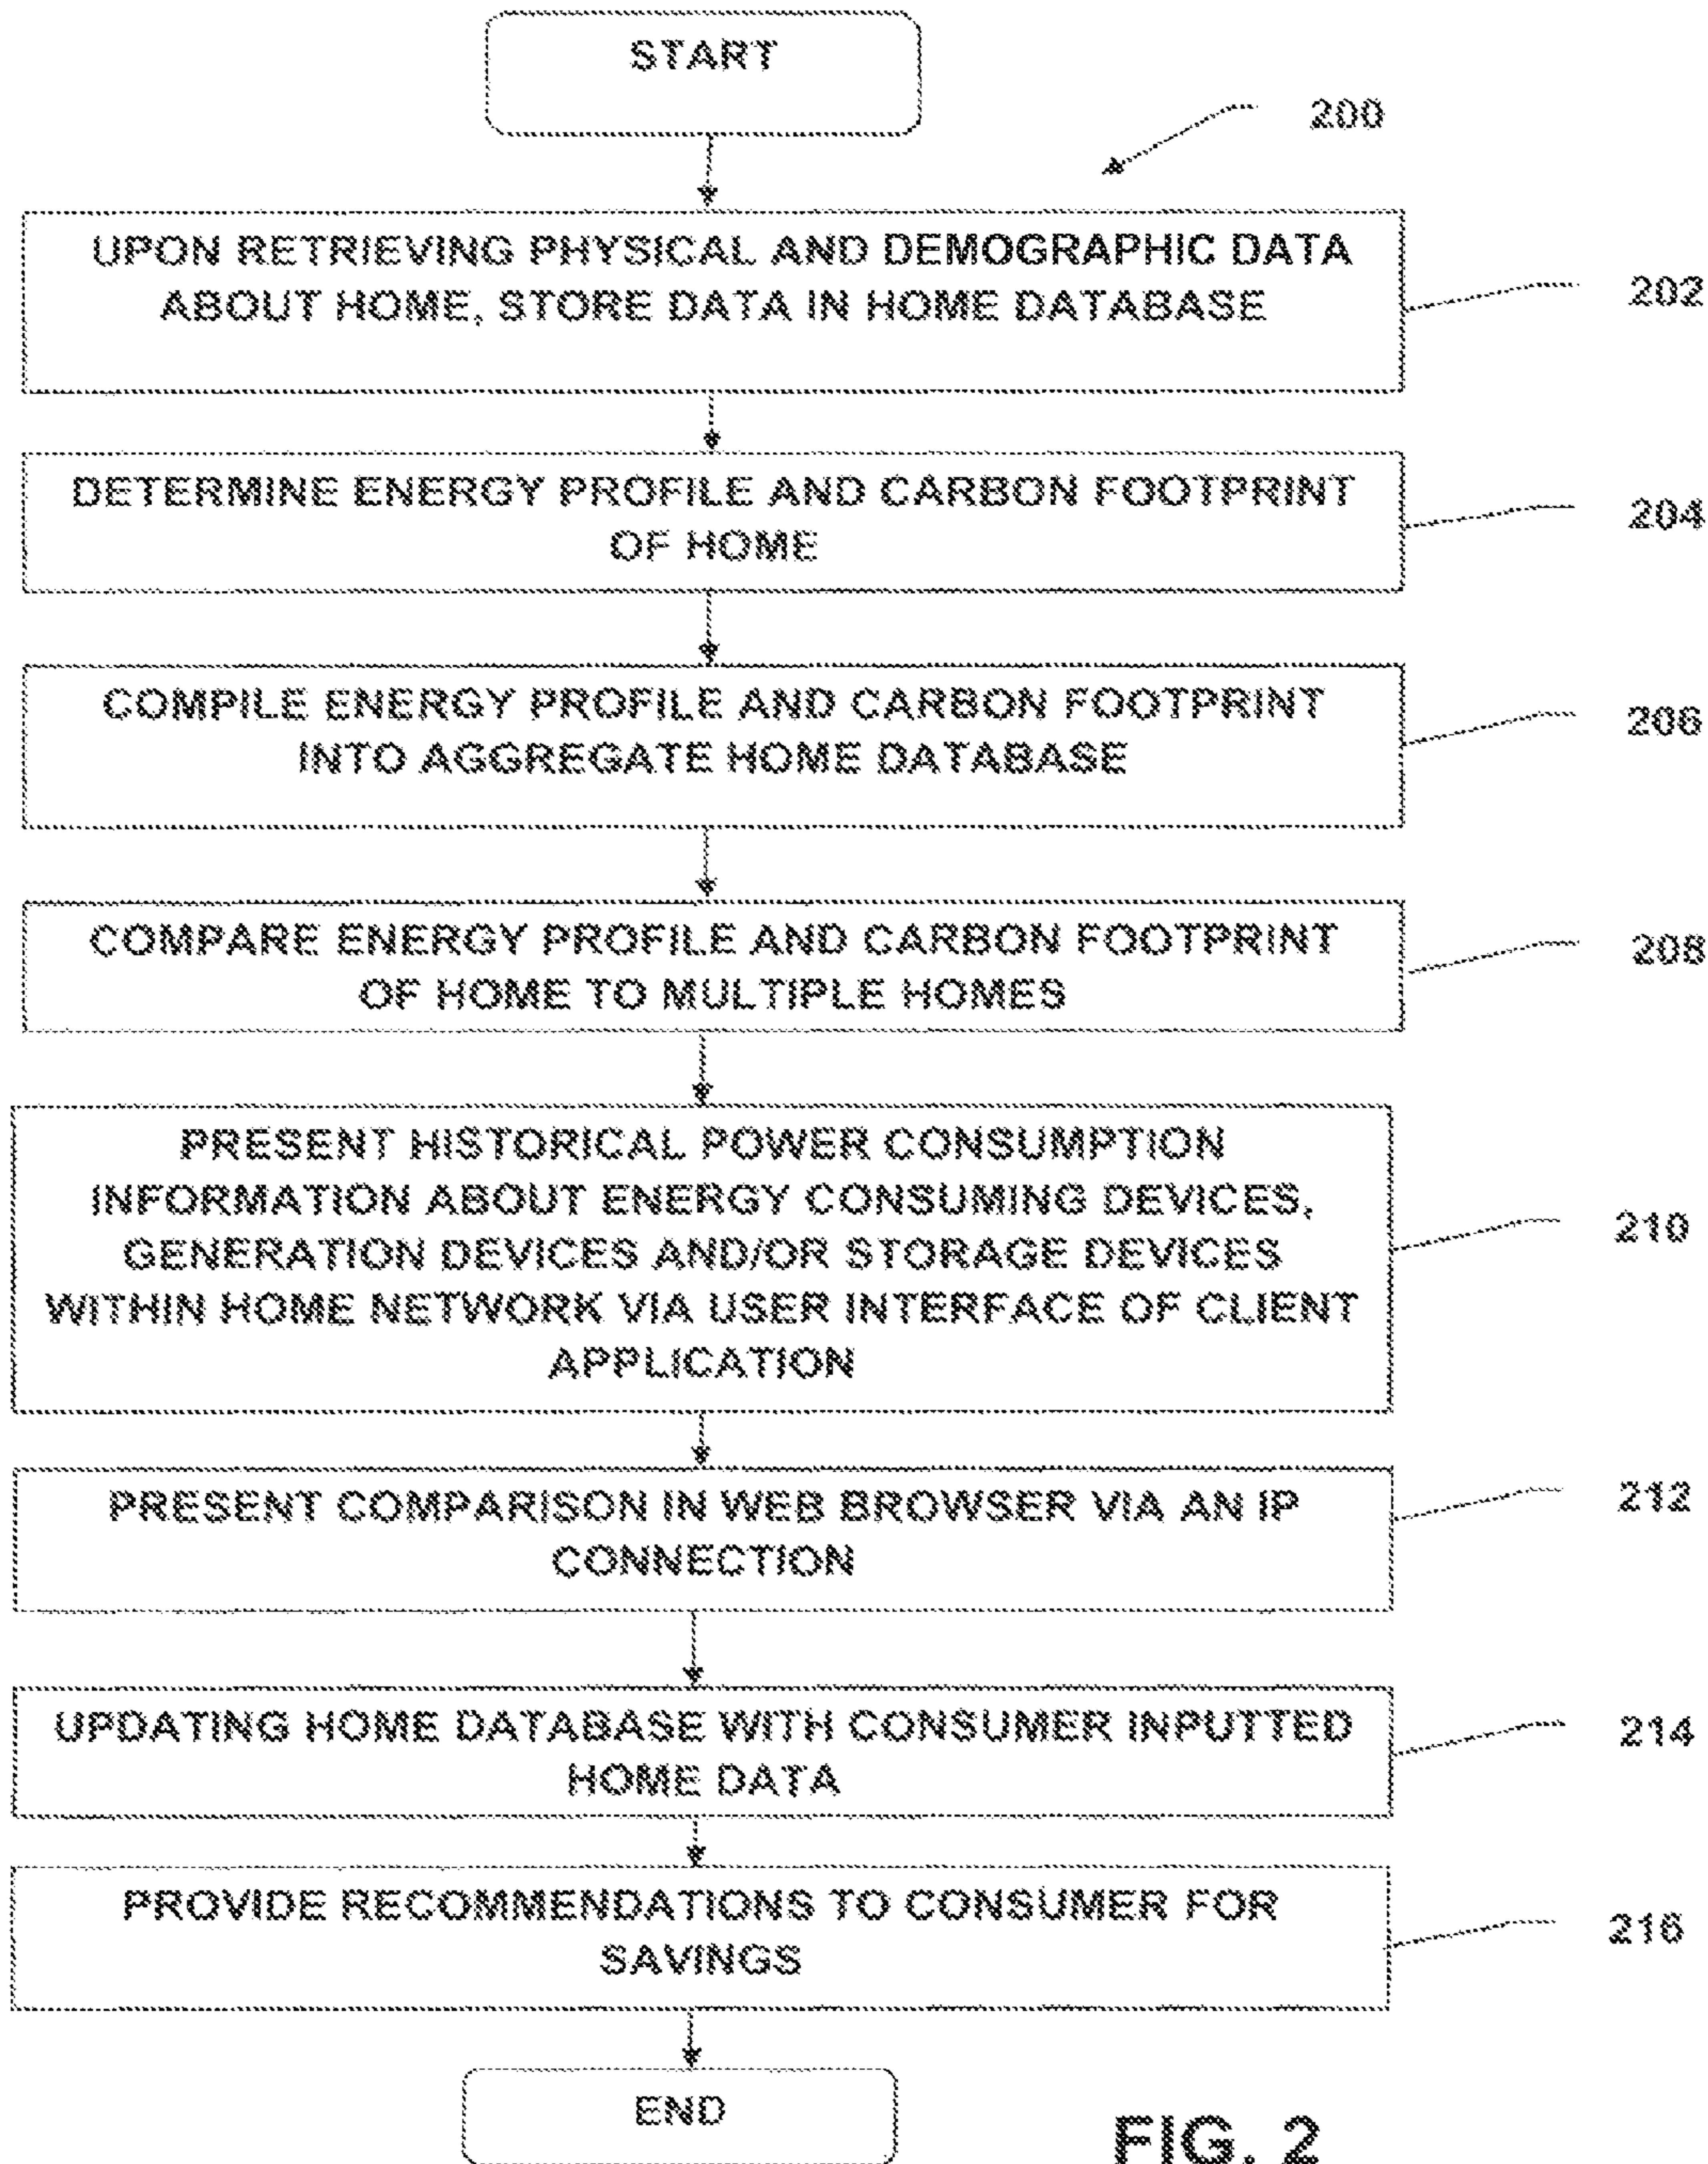 START
200
UPON RETRIEVING PHYSICAL AND DEMOGRAPHIC DATA
ABOUT HOME, STORE DATA IN HOME DATABASE
202
DETERMINE ENERGY PROFILE AND CARBON FOOTPRINT
OF HOME
204
COMPILE ENERGY PROFILE AND CARBON FOOTPRINT
INTO AGGREGATE HOME DATABASE
206
COMPARE ENERGY PROFILE AND CARBON FOOTPRINT
OF HOME TO MULTIPLE HOMES
208
PRESENT HISTORICAL POWER CONSUMPTION
INFORMATION ABOUT ENERGY CONSUMING DEVICES,
GENERATION DEVICES AND/OR STORAGE DEVICES
WITHIN HOME NETWORK VIA USER INTERFACE OF CLIENT
APPLICATION
210
PRESENT COMPARISON IN WEB BROWSER VIA AN IP
CONNECTION
212
UPDATING HOME DATABASE WITH CONSUMER INPUTTED
HOME DATA
214
PROVIDE RECOMMENDATIONS TO CONSUMER FOR
SAVINGS
216
END
FIG. 2